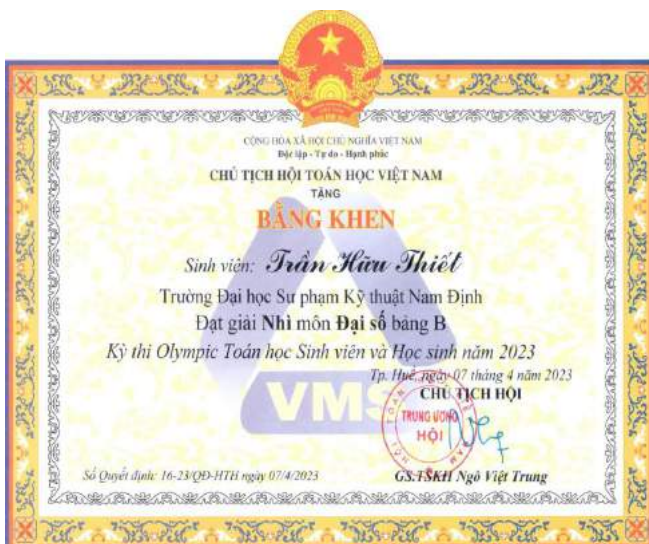 CỘNG HÒA XÃ HỘI CHỦ NGHĨA VIỆT NAM
Độc lập - Tự do - Hạnh phúc
CHỦ TỊCH HỘI TOÁN HỌC VIỆT NAM
TẶNG
BẰNG KHEN
Sinh viên: Trần Hữu Thiết
Trường Đại học Sư phạm Kỹ thuật Nam Định
Đạt giải Nhì môn Đại số bảng B
Kỳ thi Olympic Toán học Sinh viên và Học sinh năm 2023
Tp. Huế, ngày 07 tháng 4 năm 2023
CHỦ TỊCH HỘI
VMS
TRUNG ƯƠNG
HỘI
Số Quyết định: 16-23/QĐ-HTH ngày 07/4/2023
GS.TSKH Ngô Việt Trung